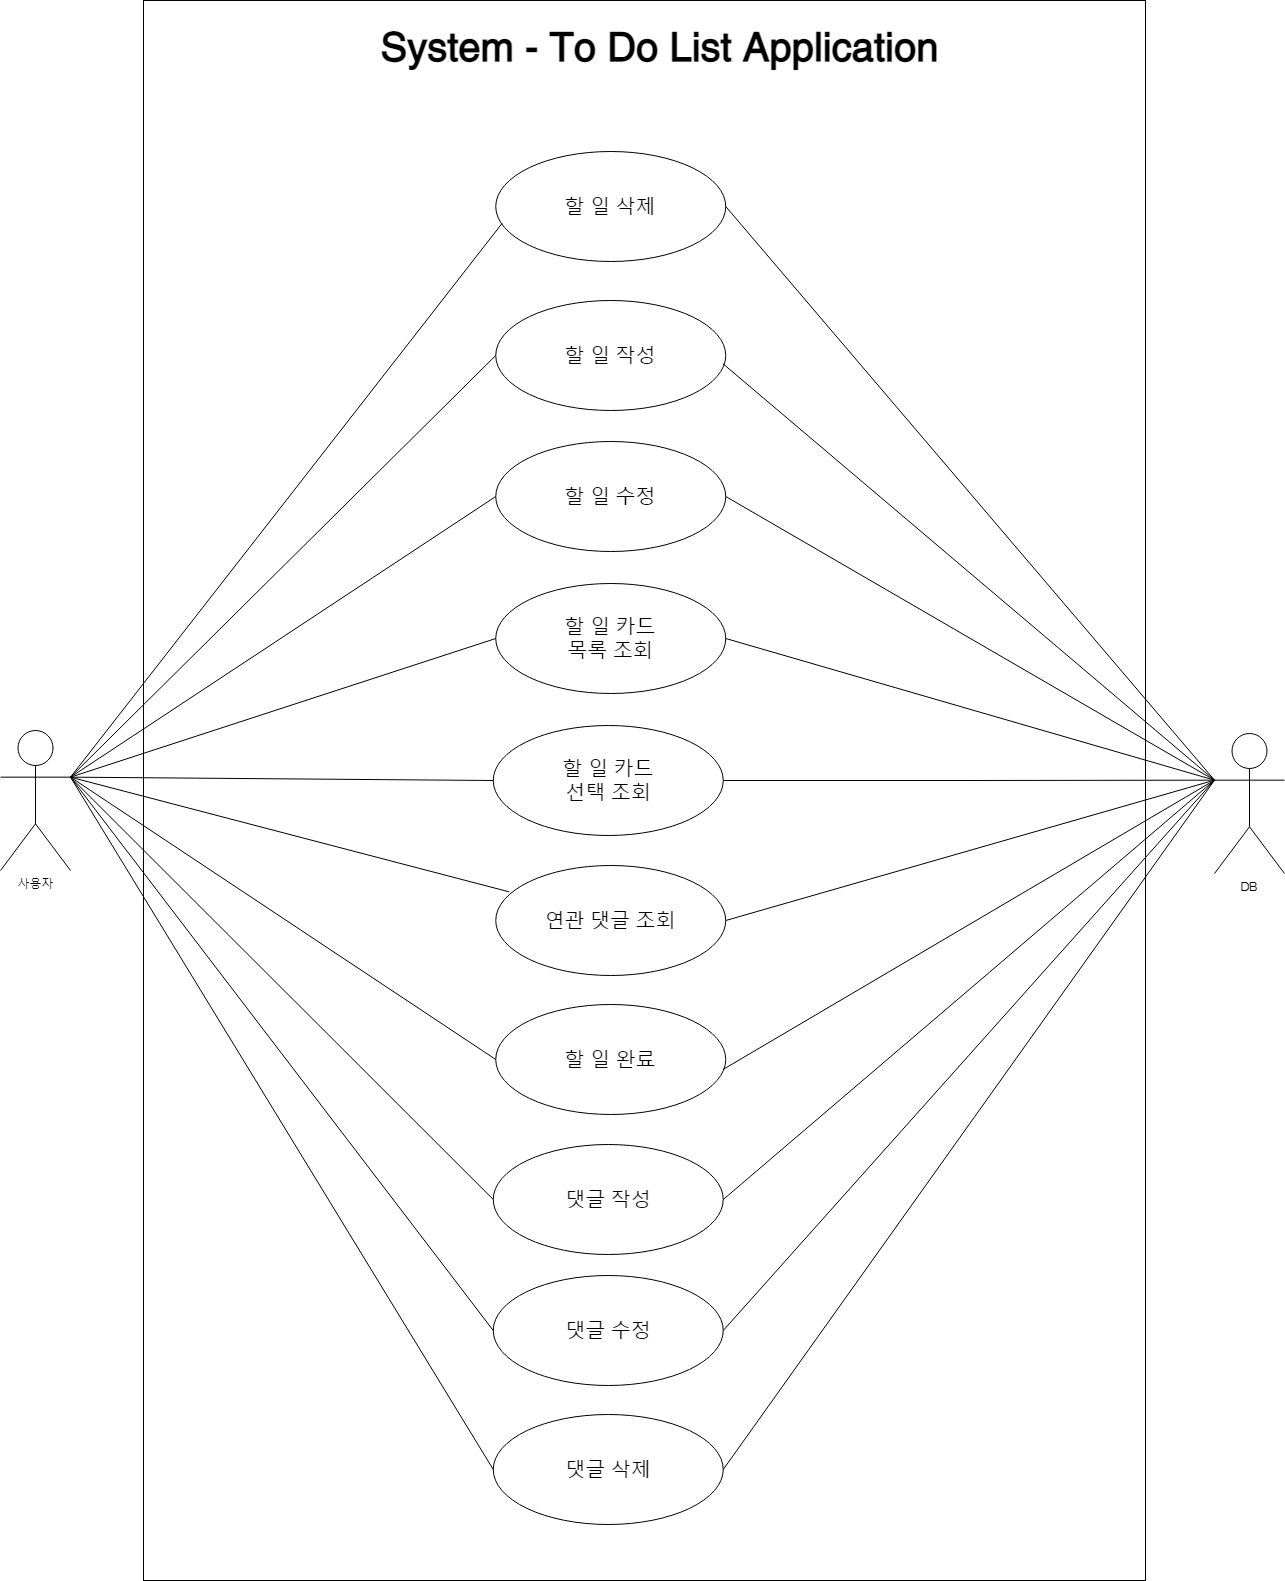 System - To Do List Application
할 일 삭제
할 일 작성
할 일 수정
할 일 카드
목록 조회
할 일 카드
선택 조회
연관 댓글 조회
할 일 완료
댓글 작성
댓글 수정
댓글 삭제
사용자
DB